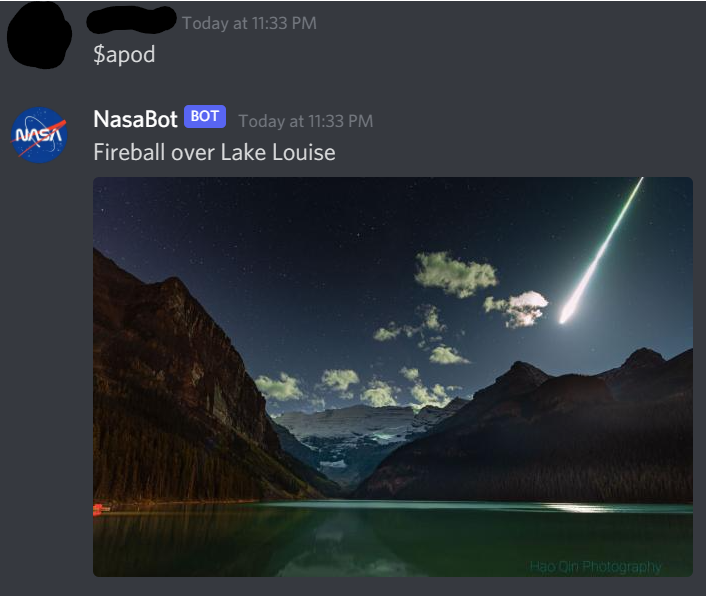 Today at 11:33 PM
$apod
NasaBot BOT Today at 11:33 PM
NASA
Fireball over Lake Louise
Hao Qin Photography